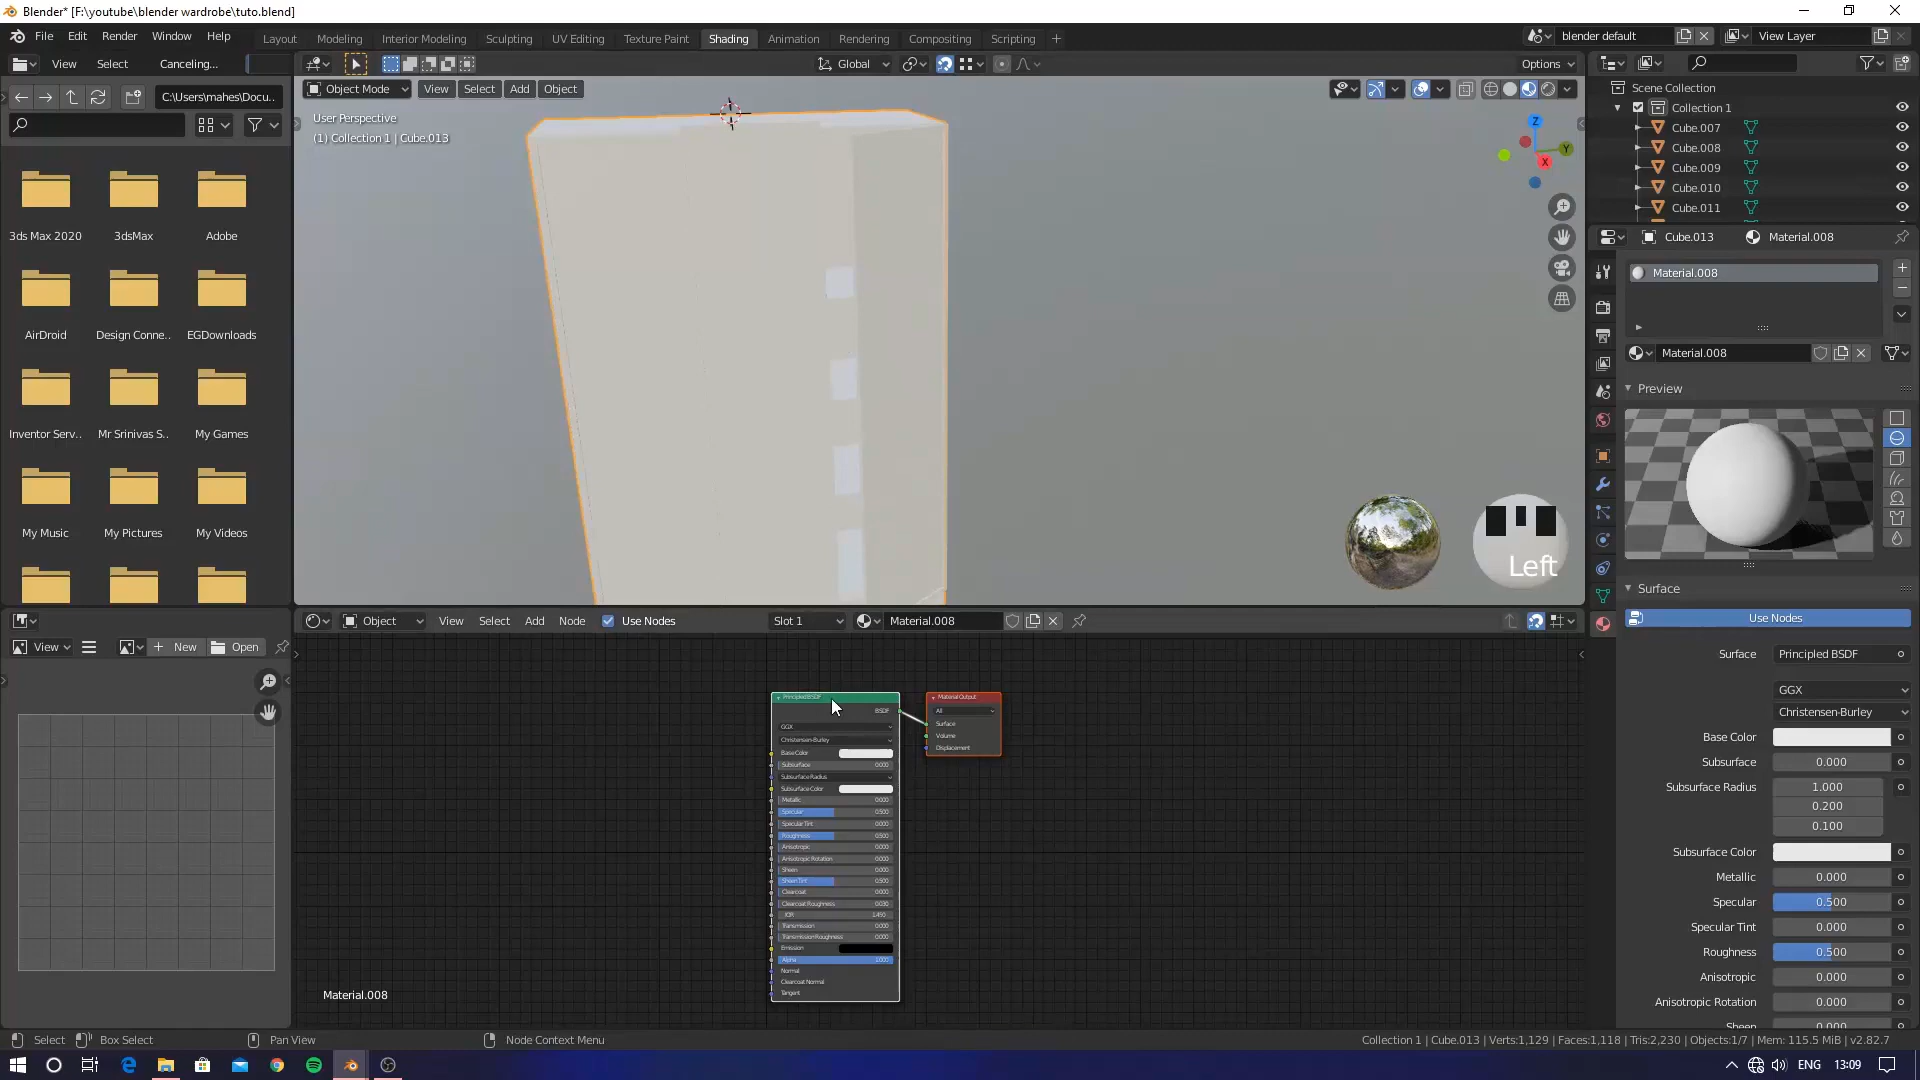 Blender* [F:\youtube\blender wardrobe\tuto.blend]
File Edit Render Window Help
Layout Modeling Interior Modeling Sculpting UV Editing Texture Paint Shading Animation Rendering Compositing Scripting
blender default View Layer
View Select Canceling...
Global Options
C:\Users\mahes\Docu..
Object Mode View Select Add Object
User Perspective
(1) Collection 1 | Cube.013
Scene Collection
Collection 1
Cube.007
Cube.008
Cube.009
Cube.010
Cube.011
Z
Y
X
3ds Max 2020 3dsMax Adobe
AirDroid Design Conne.. EGDownloads
Inventor Serv.. Mr Srinivas S.. My Games
My Music My Pictures My Videos
Left
Cube.013 Material.008
Material.008
Material.008
Preview
Surface
Use Nodes
Surface Principled BSDF
GGX
Christensen-Burley
Base Color
Subsurface 0.000
Subsurface Radius 1.000
0.200
0.100
Subsurface Color
Metallic 0.000
Specular 0.500
Specular Tint 0.000
Roughness 0.500
Anisotropic 0.000
Anisotropic Rotation 0.000
Sheen 0.000
Object View Select Add Node Use Nodes Slot 1 Material.008
View New Open
Principled BSDF
BSDF
GGX
Christensen-Burley
Base Color
Subsurface 0.000
Subsurface Radius
Subsurface Color
Metallic 0.000
Specular 0.500
Specular Tint 0.000
Roughness 0.500
Anisotropic 0.000
Anisotropic Rotation 0.000
Sheen 0.000
Sheen Tint 0.500
Clearcoat 0.000
Clearcoat Roughness 0.030
IOR 1.450
Transmission 0.000
Transmission Roughness 0.000
Emission
Alpha 1.000
Normal
Clearcoat Normal
Tangent
Material Output
All
Surface
Volume
Displacement
Material.008
Select Box Select Pan View Node Context Menu
Collection 1 | Cube.013 | Verts:1,129 | Faces:1,118 | Tris:2,230 | Objects:1/7 | Mem: 115.5 MiB | v2.82.7
ENG 13:09